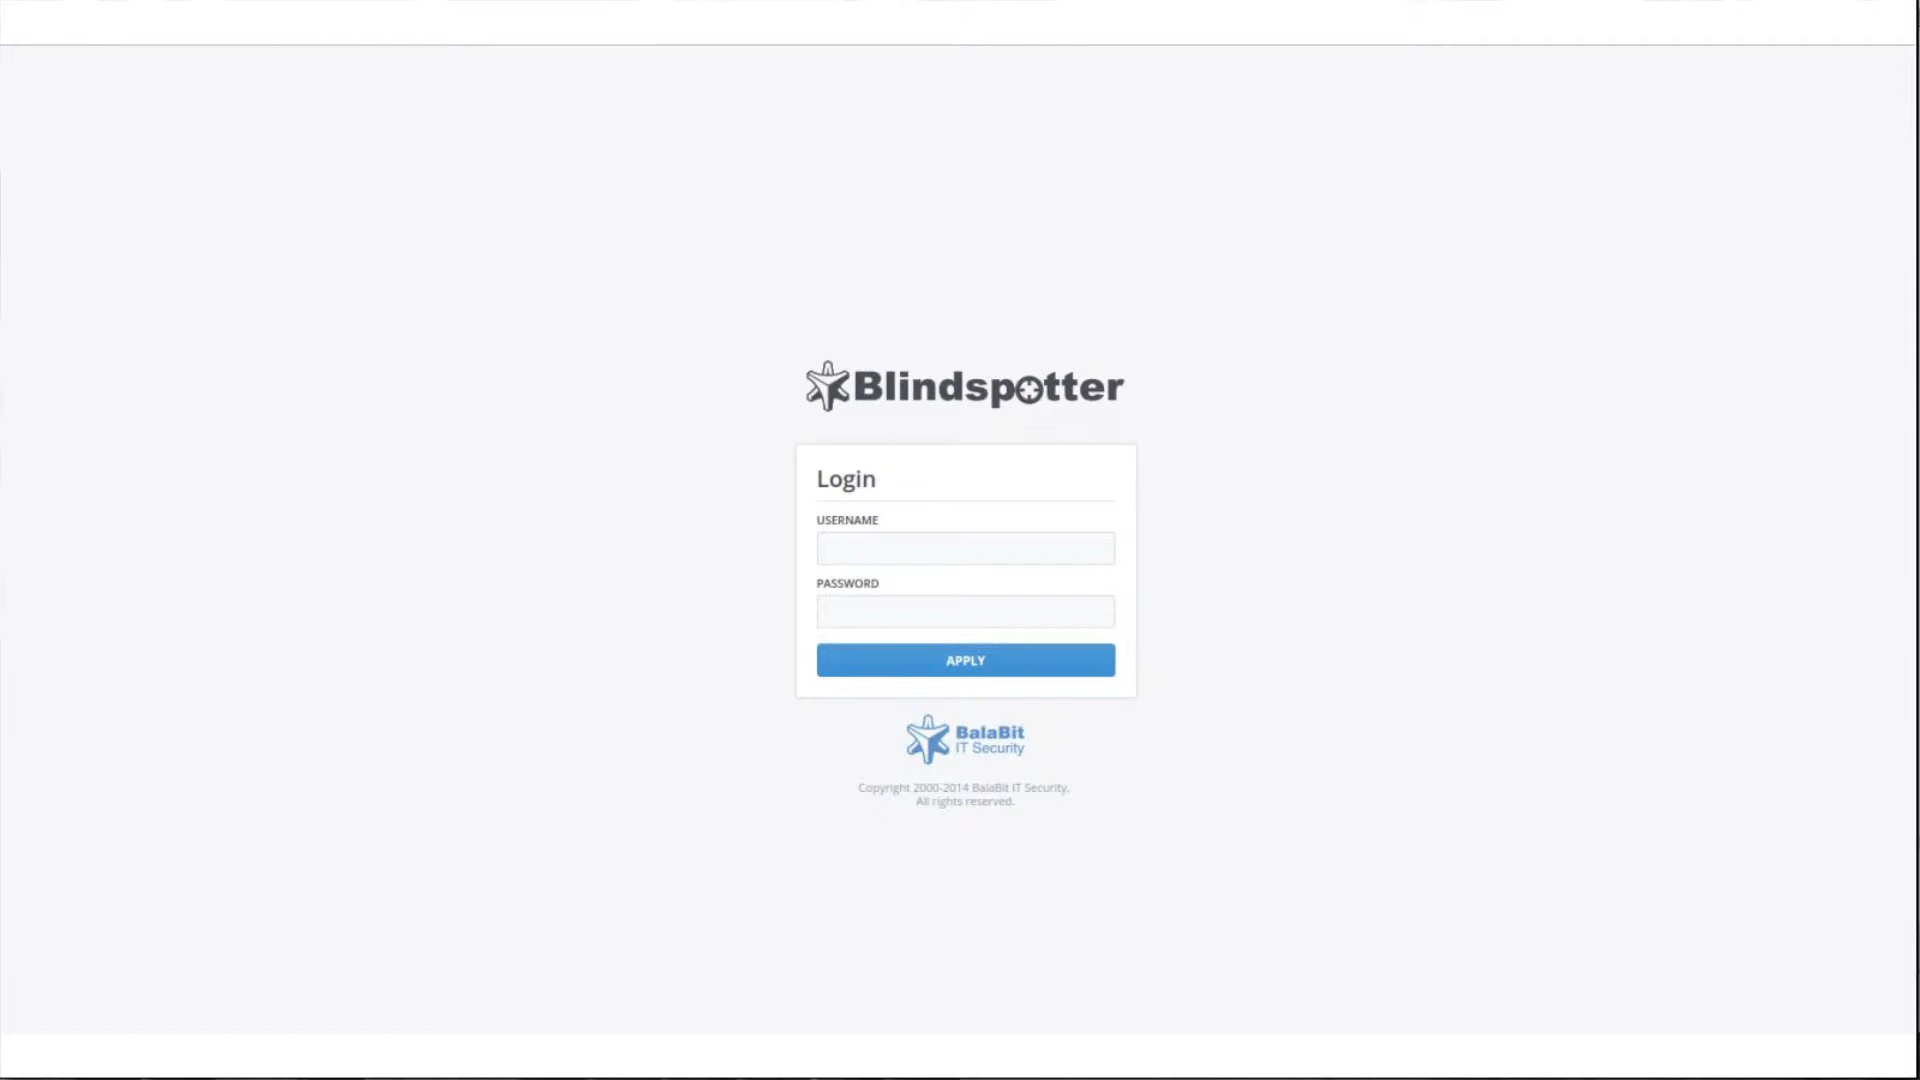 Blindspotter
Login
USERNAME
PASSWORD
APPLY
BalaBit
IT Security
Copyright 2000-2014 BalaBit IT Security.
All rights reserved.